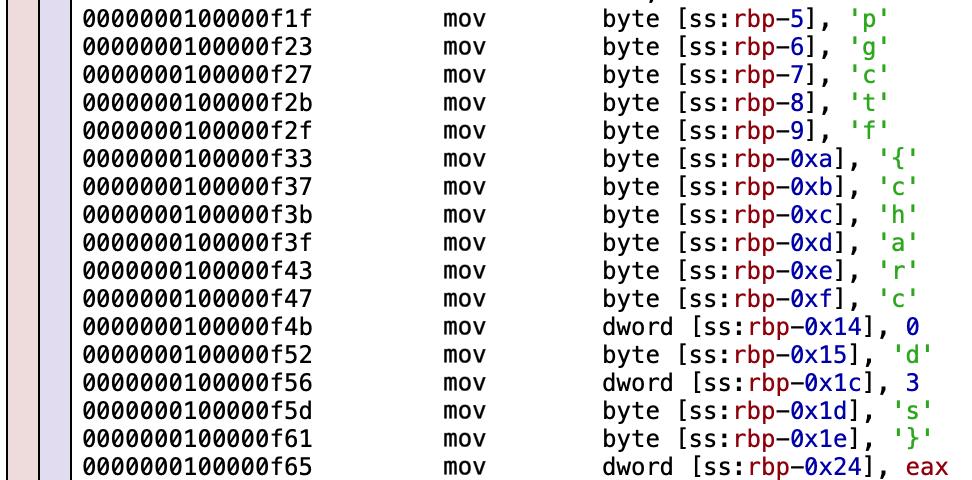 0000000100000f1f mov byte [ss:rbp-5], 'p'
0000000100000f23 mov byte [ss:rbp-6], 'g'
0000000100000f27 mov byte [ss:rbp-7], 'c'
0000000100000f2b mov byte [ss:rbp-8], 't'
0000000100000f2f mov byte [ss:rbp-9], 'f'
0000000100000f33 mov byte [ss:rbp-0xa], '{'
0000000100000f37 mov byte [ss:rbp-0xb], 'c'
0000000100000f3b mov byte [ss:rbp-0xc], 'h'
0000000100000f3f mov byte [ss:rbp-0xd], 'a'
0000000100000f43 mov byte [ss:rbp-0xe], 'r'
0000000100000f47 mov byte [ss:rbp-0xf], 'c'
0000000100000f4b mov dword [ss:rbp-0x14], 0
0000000100000f52 mov byte [ss:rbp-0x15], 'd'
0000000100000f56 mov dword [ss:rbp-0x1c], 3
0000000100000f5d mov byte [ss:rbp-0x1d], 's'
0000000100000f61 mov byte [ss:rbp-0x1e], '}'
0000000100000f65 mov dword [ss:rbp-0x24], eax